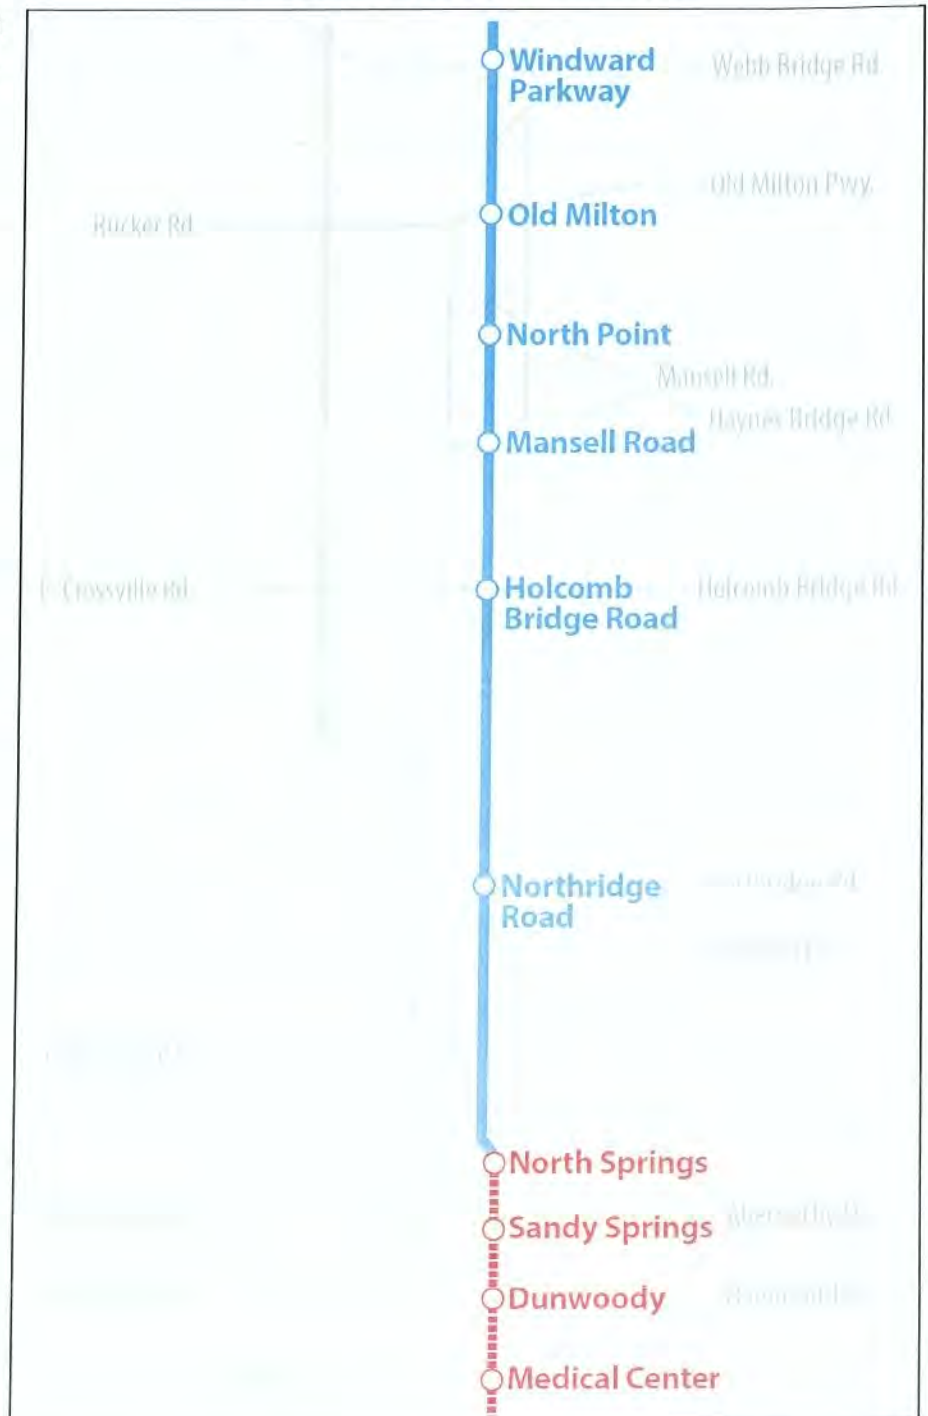 Windward
Parkway
Webb Bridge Rd.
Old Milton Pwy.
Old Milton
Rucker Rd.
North Point
Mansell Rd.
Haynes Bridge Rd.
Mansell Road
Crossville Rd.
Holcomb
Bridge Road
Holcomb Bridge Rd.
Northridge
Road
North Springs
Sandy Springs
Dunwoody
Medical Center